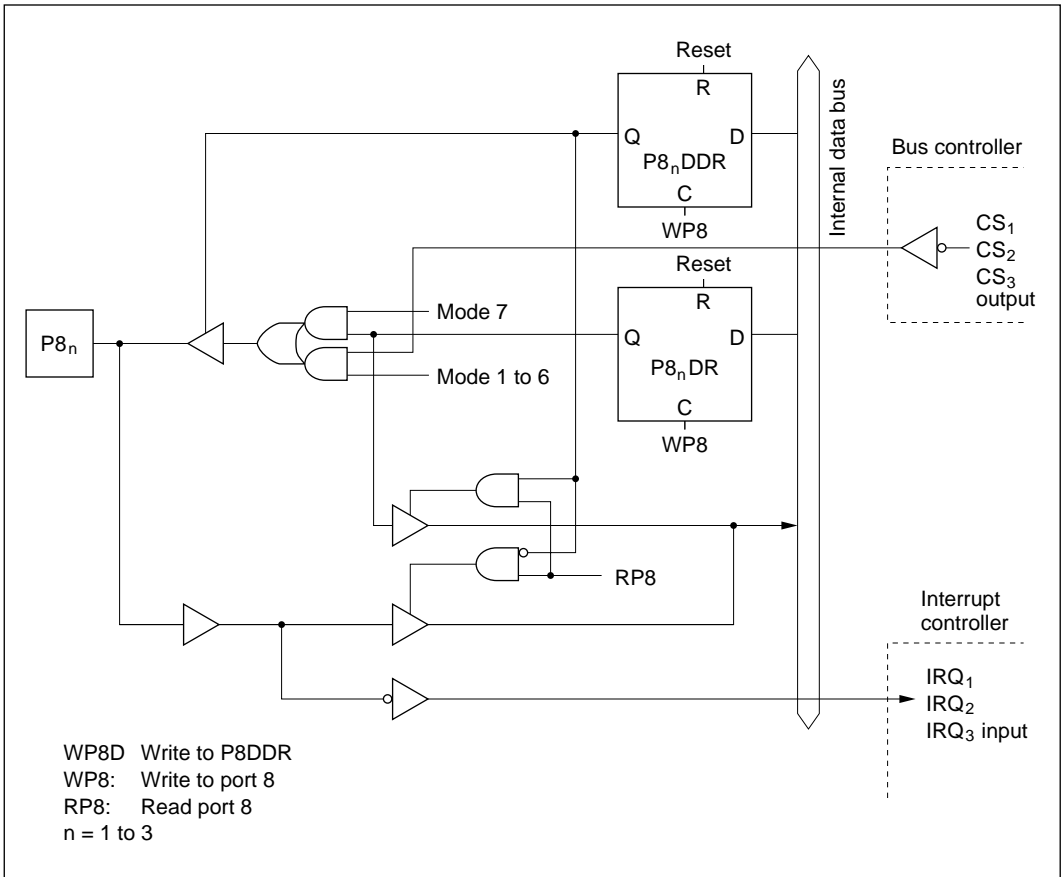 Reset
R
Q D
P8nDDR
C
WP8
Internal data bus
Bus controller
CS1
CS2
CS3
output
Reset
R
Q D
P8nDR
C
WP8
Mode 7
P8n
Mode 1 to 6
RP8
Interrupt
controller
IRQ1
IRQ2
IRQ3 input
WP8D Write to P8DDR
WP8: Write to port 8
RP8: Read port 8
n = 1 to 3